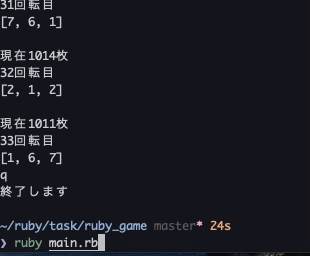 31回転目
[7, 6, 1]
現在1014枚
32回転目
[2, 1, 2]
現在1011枚
33回転目
[1, 6, 7]
q
終了します
~/ruby/task/ruby_game master* 24s
❯ ruby main.rb